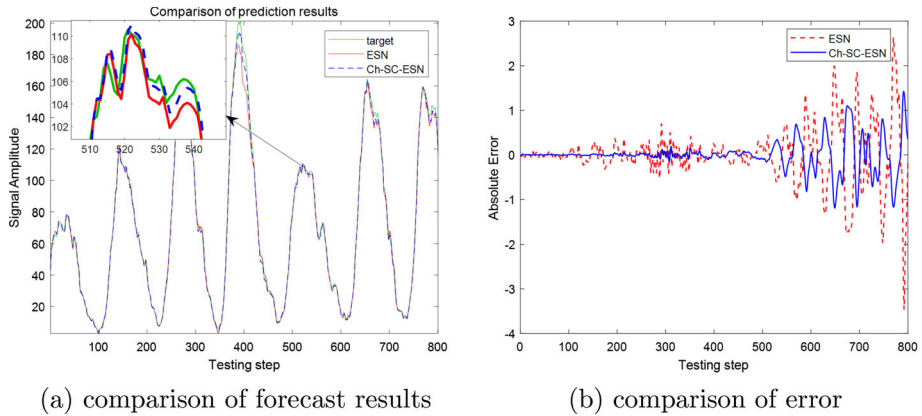 Comparison of prediction results
200
180
160
140
120
100
80
60
40
20
Signal Amplitude
110
108
106
104
102
510 520 530 540
target
ESN
Ch-SC-ESN
100 200 300 400 500 600 700 800
Testing step
(a) comparison of forecast results
3
2
1
0
-1
-2
-3
-4
Absolute Error
ESN
Ch-SC-ESN
0 100 200 300 400 500 600 700 800
Testing step
(b) comparison of error